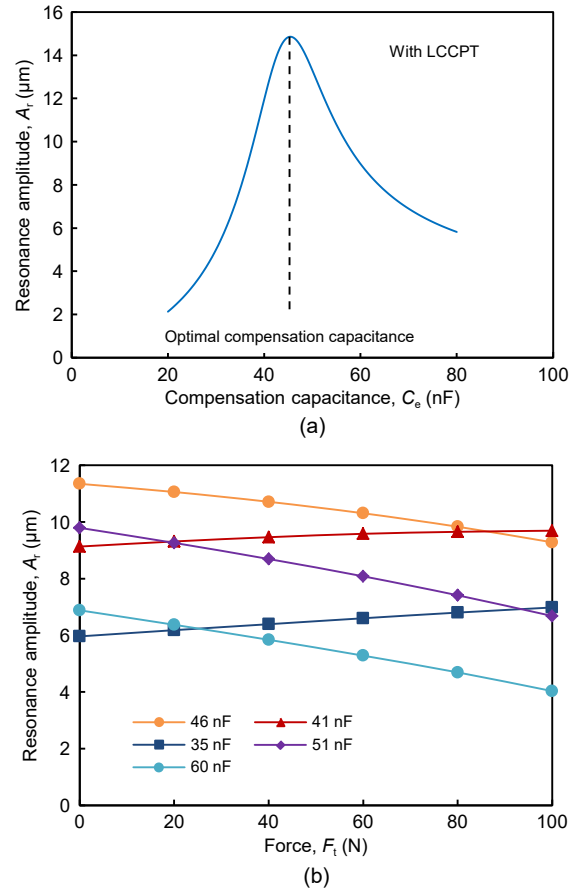 16
14
12
10
8
6
4
2
0
Resonance amplitude, Aᵣ (μm)
With LCCPT
Optimal compensation capacitance
0 20 40 60 80 100
Compensation capacitance, Cₑ (nF)
(a)
12
10
8
6
4
2
0
Resonance amplitude, Aᵣ (μm)
46 nF 41 nF
35 nF 51 nF
60 nF
0 20 40 60 80 100
Force, Fₜ (N)
(b)